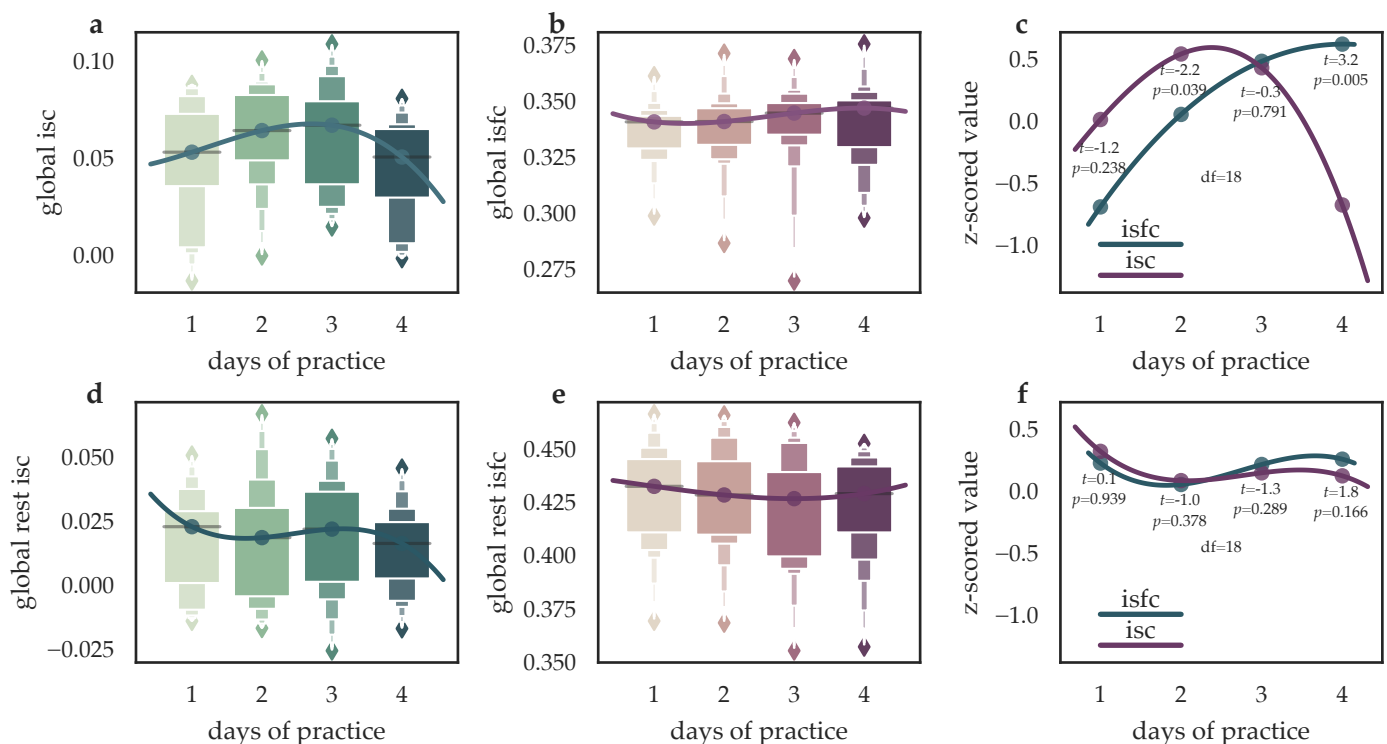 a
global isc
0.10
0.05
0.00
1 2 3 4
days of practice
b
global isfc
0.375
0.350
0.325
0.300
0.275
1 2 3 4
days of practice
c
z-scored value
0.5
0.0
−0.5
−1.0
t=-1.2
p=0.238
t=-2.2
p=0.039
t=-0.3
p=0.791
t=3.2
p=0.005
df=18
isfc
isc
1 2 3 4
days of practice
d
global rest isc
0.050
0.025
0.000
−0.025
1 2 3 4
days of practice
e
global rest isfc
0.450
0.425
0.400
0.375
0.350
1 2 3 4
days of practice
f
z-scored value
0.5
0.0
−0.5
−1.0
t=0.1
p=0.939
t=-1.0
p=0.378
t=-1.3
p=0.289
t=1.8
p=0.166
df=18
isfc
isc
1 2 3 4
days of practice